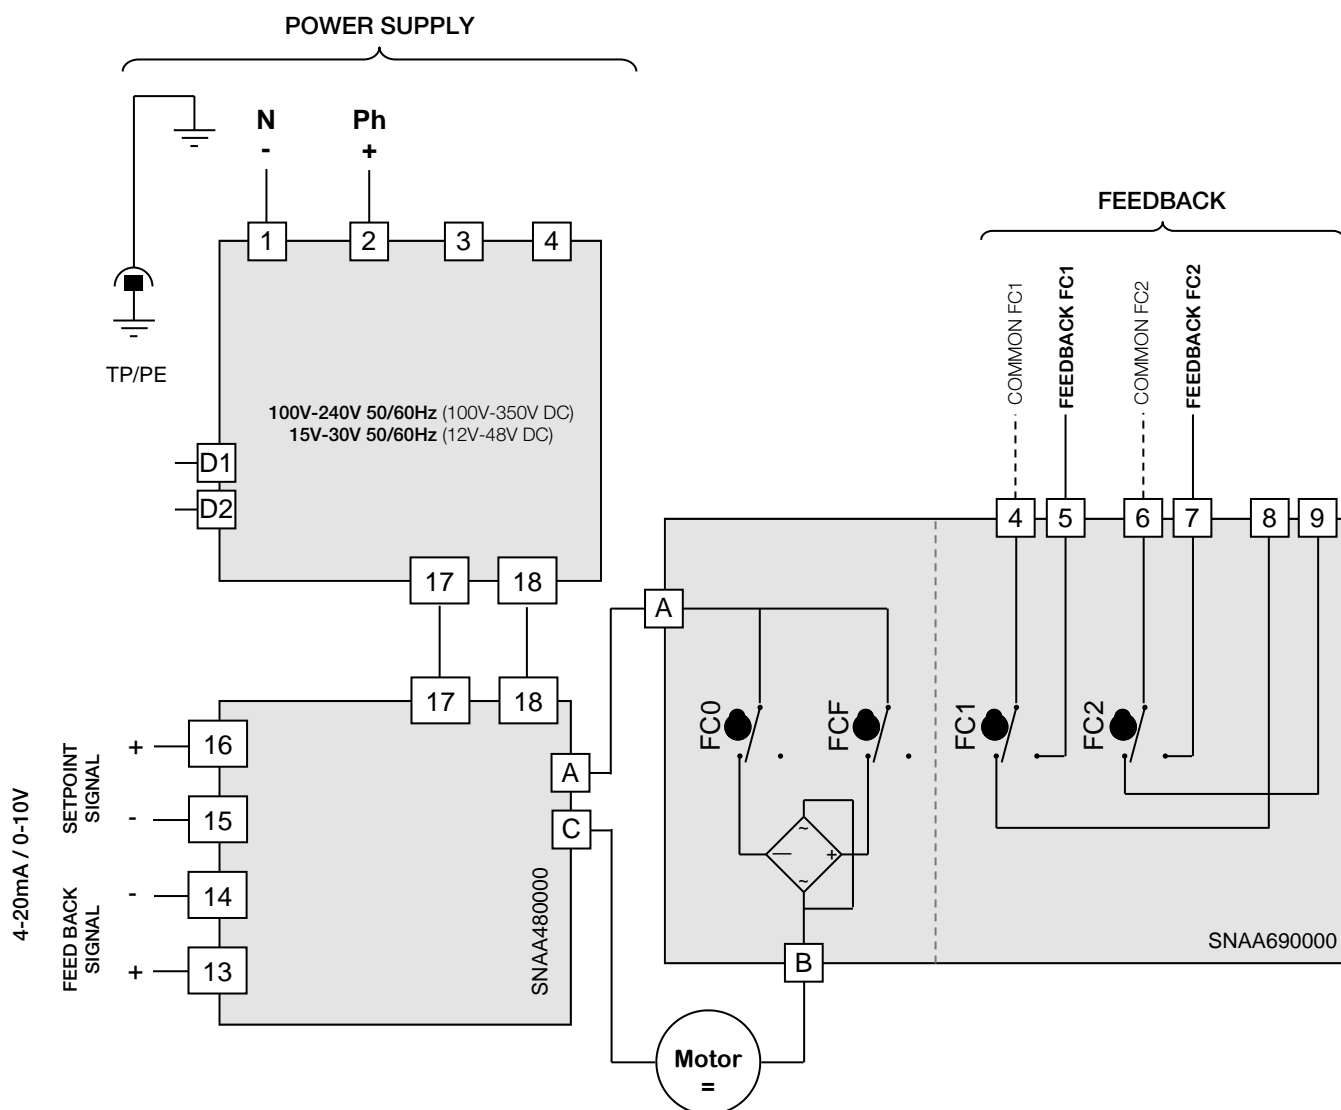 POWER SUPPLY
N
-
Ph
+
1
2
3
4
TP/PE
100V-240V 50/60Hz (100V-350V DC)
15V-30V 50/60Hz (12V-48V DC)
D1
D2
17
18
17
18
4-20mA / 0-10V
SETPOINT
SIGNAL
+
-
16
15
FEED BACK
SIGNAL
-
+
14
13
A
C
SNAA480000
FEEDBACK
COMMON FC1
FEEDBACK FC1
COMMON FC2
FEEDBACK FC2
4
5
6
7
8
9
A
FC0
FCF
FC1
FC2
~
—
+
~
B
SNAA690000
Motor
=